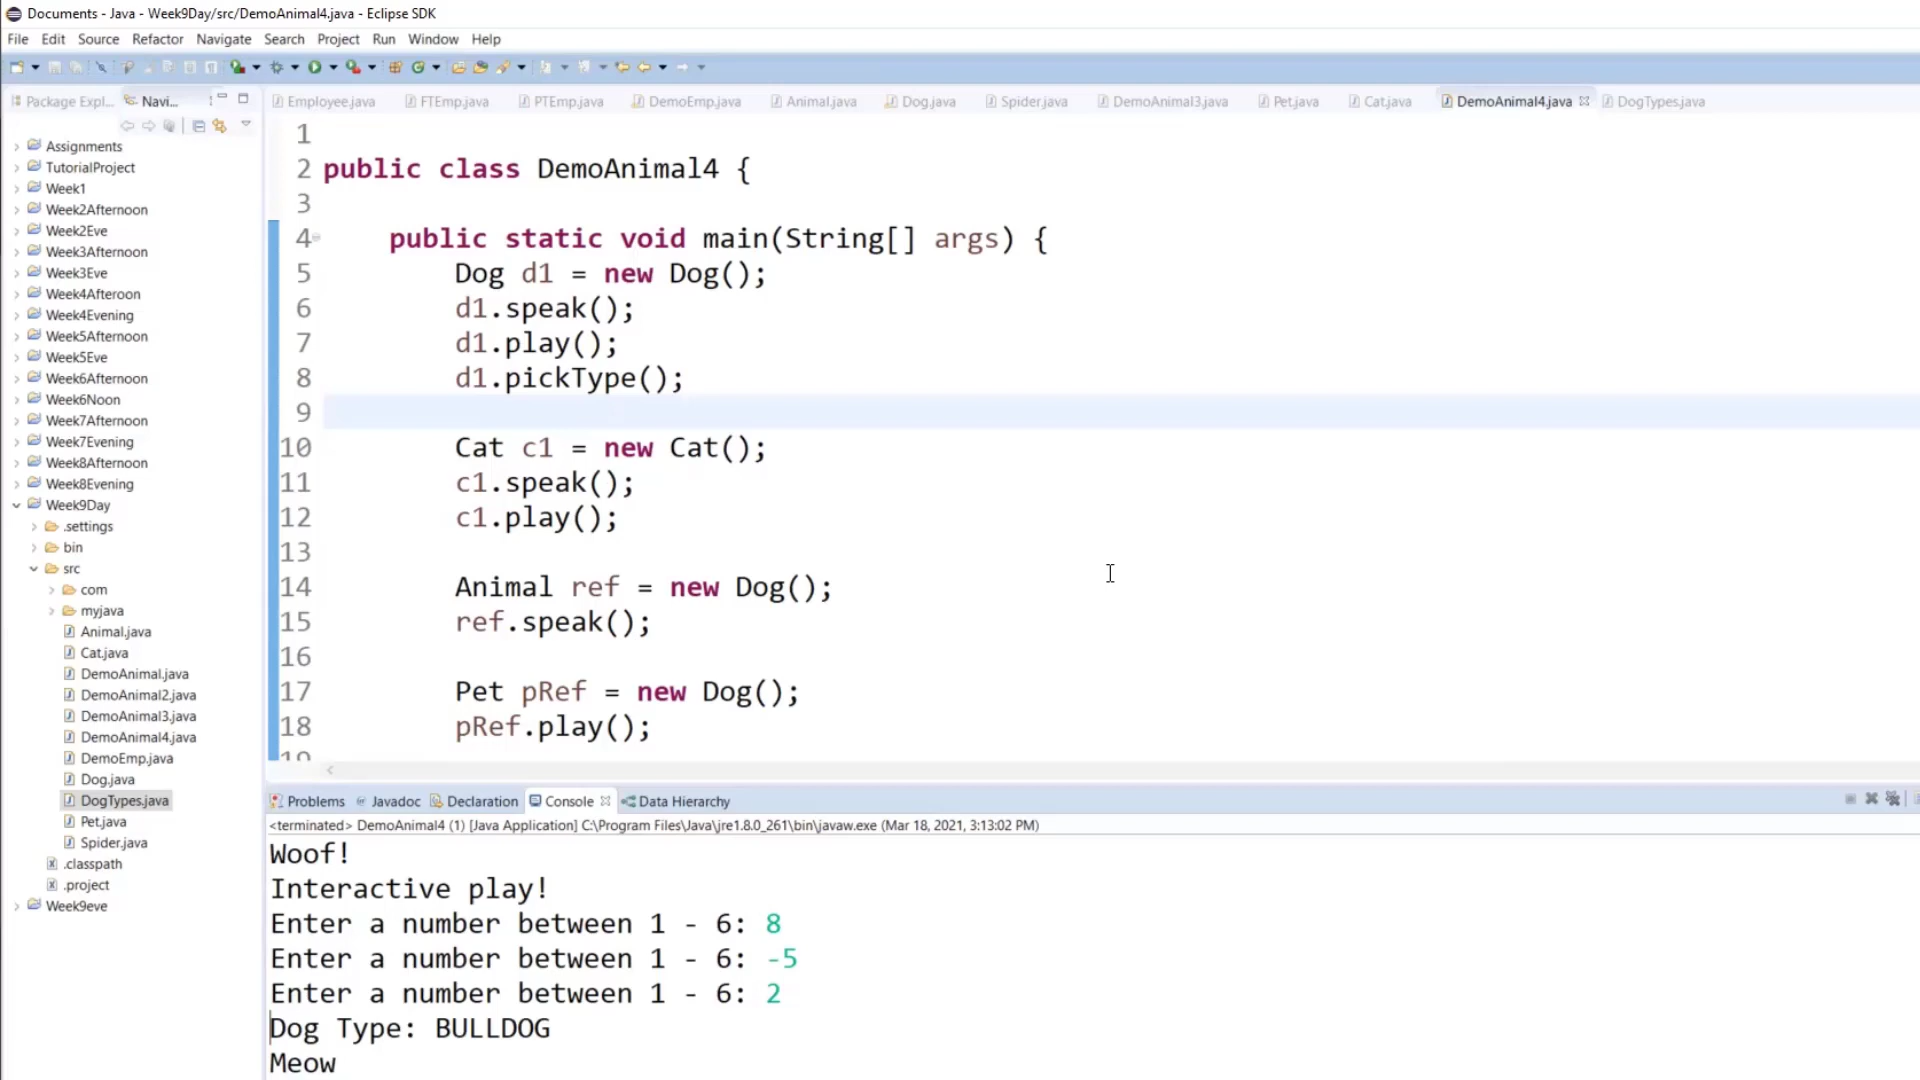 Documents - Java - Week9Day/src/DemoAnimal4.java - Eclipse SDK
File Edit Source Refactor Navigate Search Project Run Window Help
Package Expl... Navi...
Employee.java FTEmp.java PTEmp.java DemoEmp.java Animal.java Dog.java Spider.java DemoAnimal3.java Pet.java Cat.java DemoAnimal4.java DogTypes.java
Assignments
TutorialProject
Week1
Week2Afternoon
Week2Eve
Week3Afternoon
Week3Eve
Week4Afteroon
Week4Evening
Week5Afternoon
Week5Eve
Week6Afternoon
Week6Noon
Week7Afternoon
Week7Evening
Week8Afternoon
Week8Evening
Week9Day
.settings
bin
src
com
myjava
Animal.java
Cat.java
DemoAnimal.java
DemoAnimal2.java
DemoAnimal3.java
DemoAnimal4.java
DemoEmp.java
Dog.java
DogTypes.java
Pet.java
Spider.java
.classpath
.project
Week9eve
1
2 public class DemoAnimal4 {
3
4 public static void main(String[] args) {
5 Dog d1 = new Dog();
6 d1.speak();
7 d1.play();
8 d1.pickType();
9
10 Cat c1 = new Cat();
11 c1.speak();
12 c1.play();
13
14 Animal ref = new Dog();
15 ref.speak();
16
17 Pet pRef = new Dog();
18 pRef.play();
19
Problems Javadoc Declaration Console Data Hierarchy
<terminated> DemoAnimal4 (1) [Java Application] C:\Program Files\Java\jre1.8.0_261\bin\javaw.exe (Mar 18, 2021, 3:13:02 PM)
Woof!
Interactive play!
Enter a number between 1 - 6: 8
Enter a number between 1 - 6: -5
Enter a number between 1 - 6: 2
Dog Type: BULLDOG
Meow